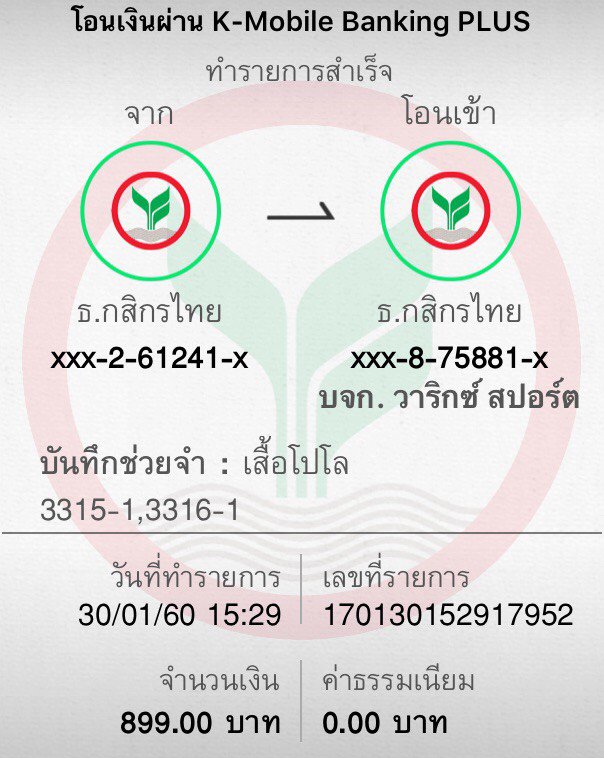 โอนเงินผ่าน K-Mobile Banking PLUS
ทำรายการสำเร็จ
จาก
โอนเข้า
ธ.กสิกรไทย
ธ.กสิกรไทย
xxx-2-61241-x
xxx-8-75881-x
บจก. วาริกซ์ สปอร์ต
บันทึกช่วยจำ : เสื้อโปโล
3315-1,3316-1
วันที่ทำรายการ
เลขที่รายการ
30/01/60 15:29
170130152917952
จำนวนเงิน
ค่าธรรมเนียม
899.00 บาท
0.00 บาท